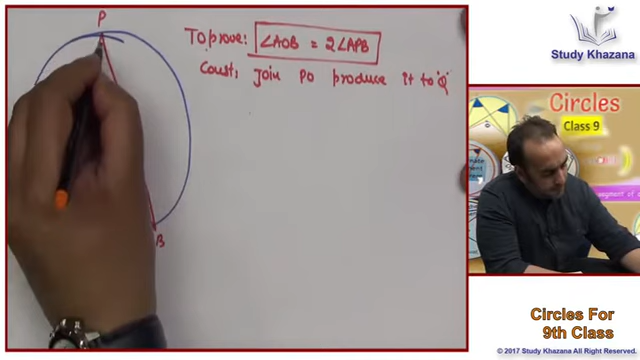 P
To prove: ∠AOB = 2∠APB
Const: Join PO produce it to 'Q'
B
Study Khazana
Circles
Class 9
Circles For
9th Class
© 2017 Study Khazana All Right Reserved.